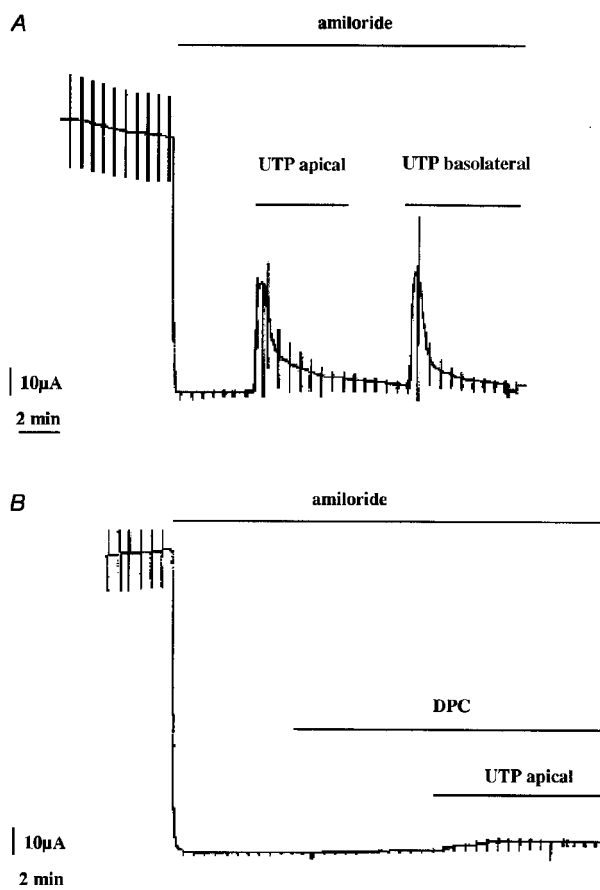 A
amiloride
UTP apical
UTP basolateral
10µA
2 min
B
amiloride
DPC
UTP apical
10µA
2 min